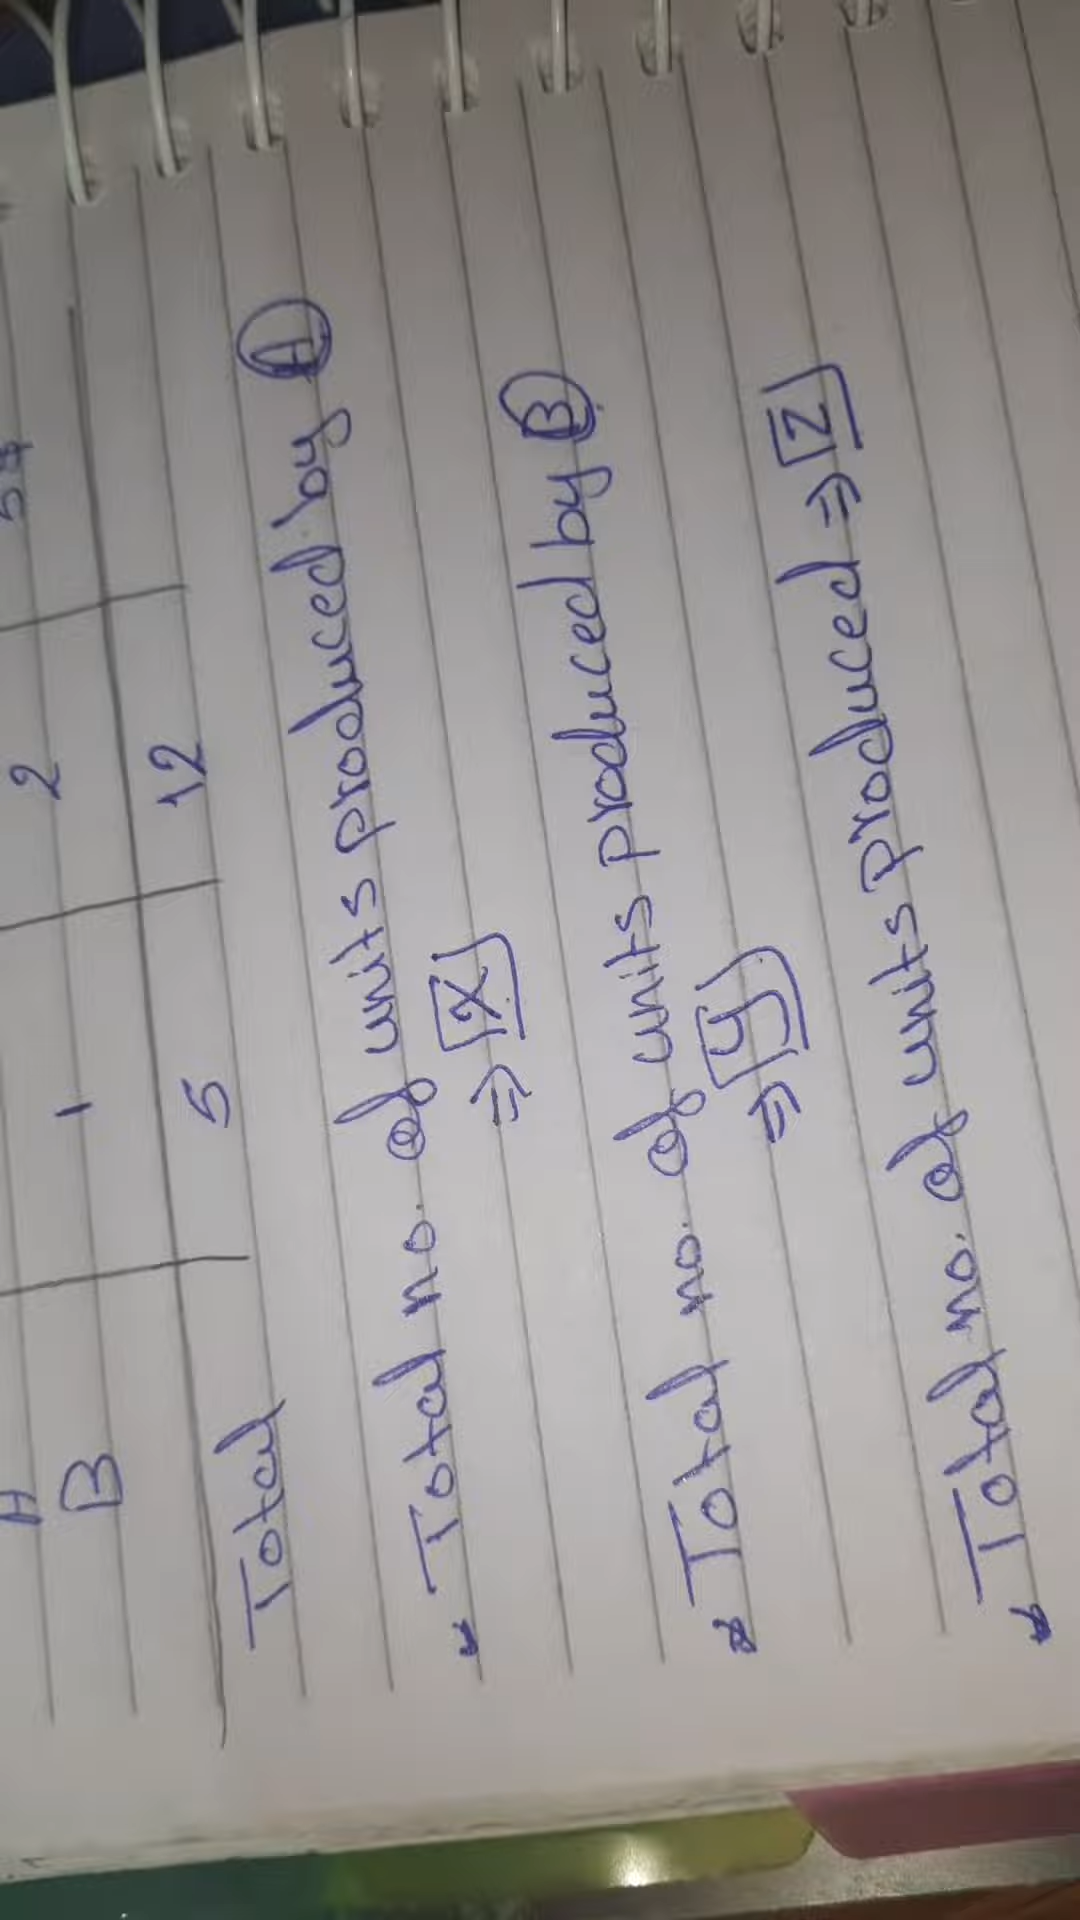 A
B 1 2
5 12
Total
Total no. of units produced by A
⇒ X
Total no. of units produced by B
⇒ y
Total no. of units produced ⇒ Z